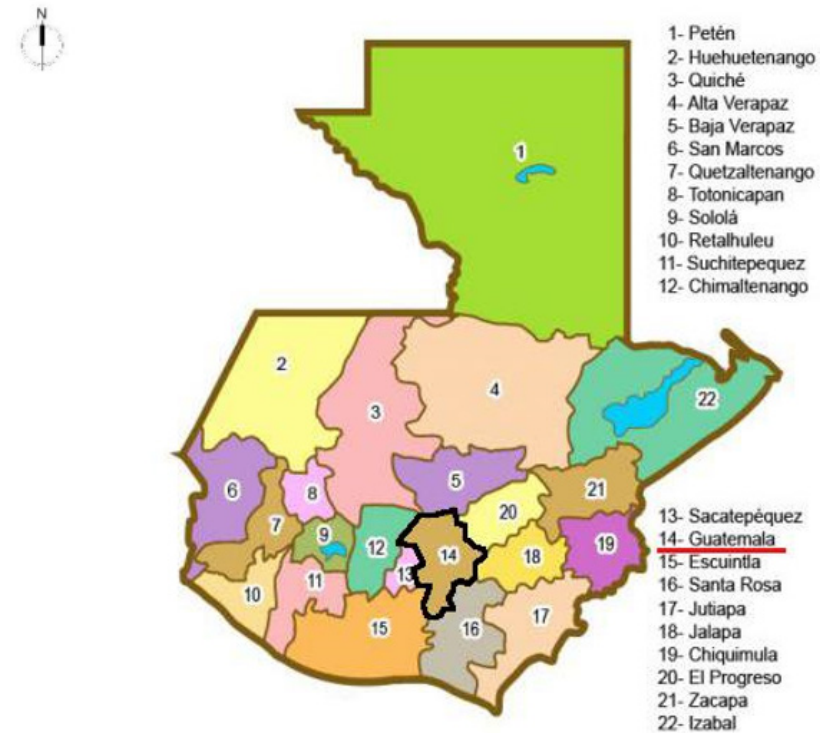 N
1- Petén
2- Huehuetenango
3- Quiché
4- Alta Verapaz
5- Baja Verapaz
6- San Marcos
7- Quetzaltenango
8- Totonicapan
9- Sololá
10- Retalhuleu
11- Suchitepequez
12- Chimaltenango
1
2
3
4
22
5
6
8
21
7
20
9
12
14
19
13
18
10
11
15
16
17
13- Sacatepéquez
14- Guatemala
15- Escuintla
16- Santa Rosa
17- Jutiapa
18- Jalapa
19- Chiquimula
20- El Progreso
21- Zacapa
22- Izabal